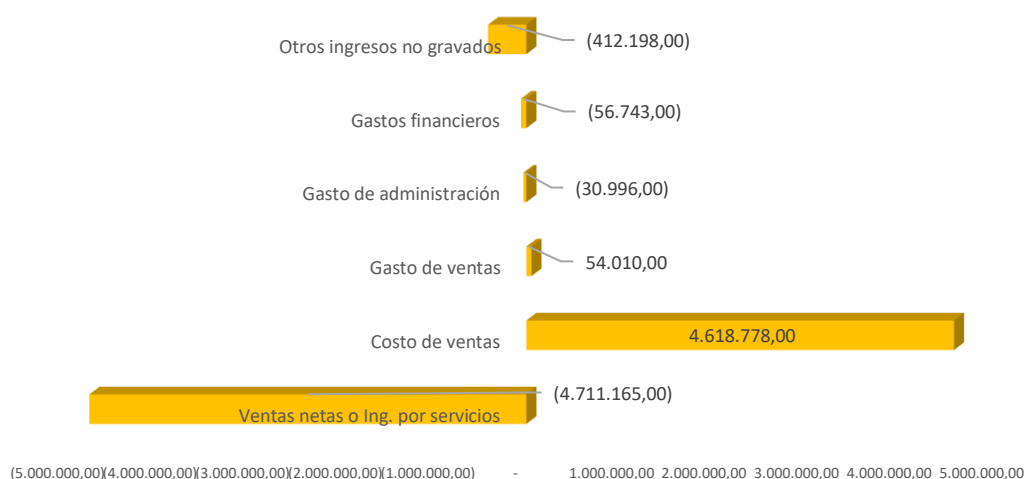 Otros ingresos no gravados (412.198,00)
Gastos financieros (56.743,00)
Gasto de administración (30.996,00)
Gasto de ventas 54.010,00
Costo de ventas 4.618.778,00
Ventas netas o Ing. por servicios (4.711.165,00)
(5.000.000,00)(4.000.000,00)(3.000.000,00)(2.000.000,00)(1.000.000,00) - 1.000.000,00 2.000.000,00 3.000.000,00 4.000.000,00 5.000.000,00